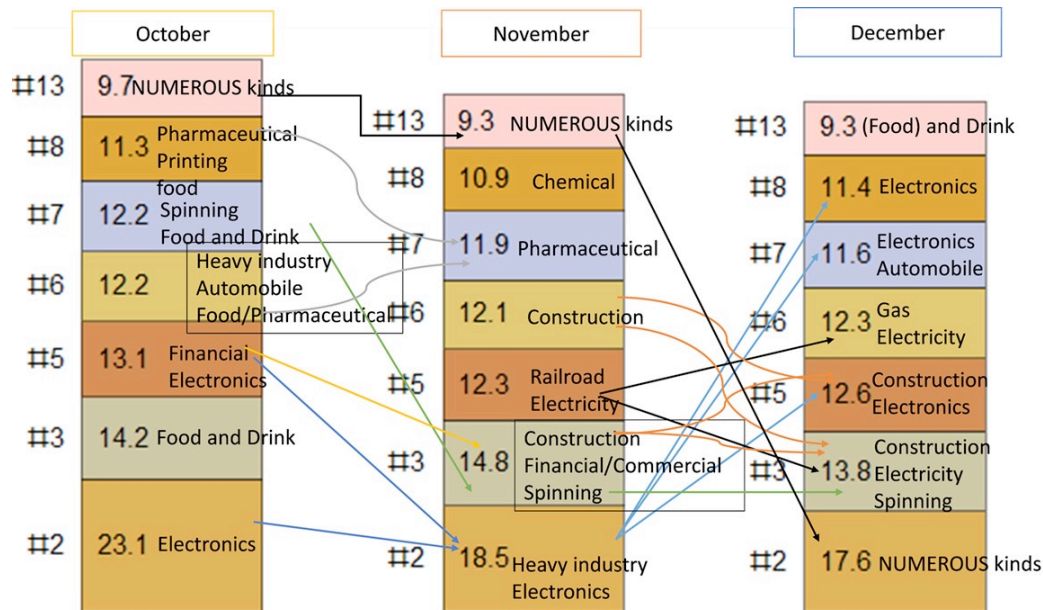 October
#13 9.7 NUMEROUS kinds
#8 11.3 Pharmaceutical
Printing
food
#7 12.2 Spinning
Food and Drink
#6 12.2 Heavy industry
Automobile
Food/Pharmaceutical
#5 13.1 Financial
Electronics
#3 14.2 Food and Drink
#2 23.1 Electronics
November
#13 9.3 NUMEROUS kinds
#8 10.9 Chemical
#7 11.9 Pharmaceutical
#6 12.1 Construction
#5 12.3 Railroad
Electricity
#3 14.8 Construction
Financial/Commercial
Spinning
#2 18.5 Heavy industry
Electronics
December
#13 9.3 (Food) and Drink
#8 11.4 Electronics
#7 11.6 Electronics
Automobile
#6 12.3 Gas
Electricity
#5 12.6 Construction
Electronics
#3 13.8 Construction
Electricity
Spinning
#2 17.6 NUMEROUS kinds